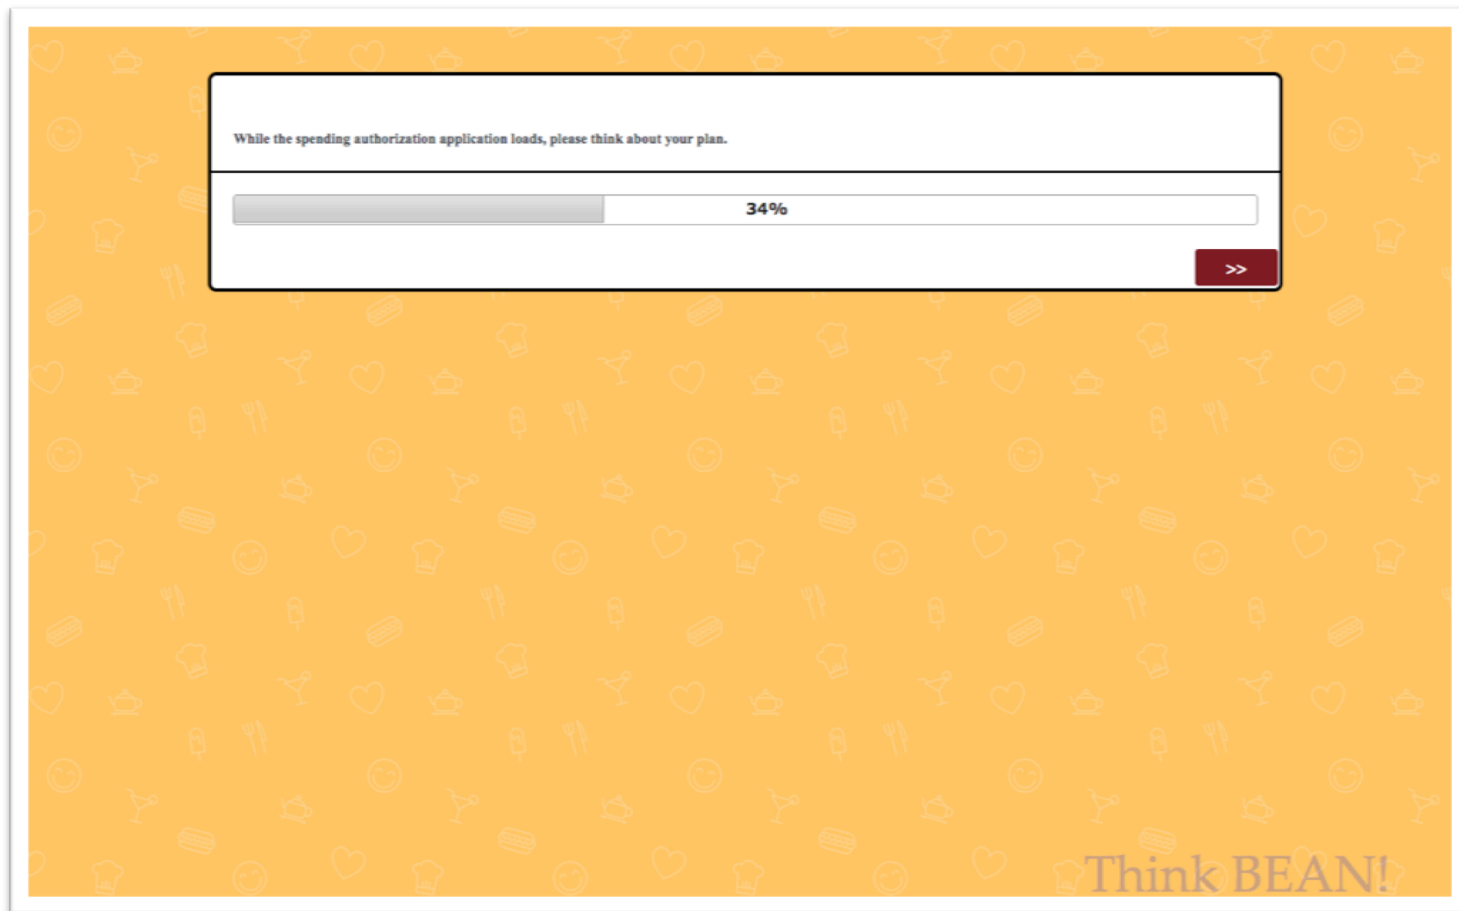 While the spending authorization application loads, please think about your plan.
34%
>>
Think BEAN!